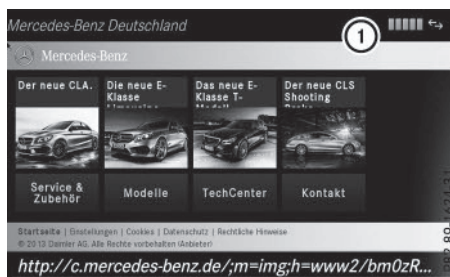 Mercedes-Benz Deutschland
1
Mercedes-Benz
Der neue CLA.
Die neue E-
Klasse
Limousine
Das neue E-
Klasse T-
Modell
Der neue CLS
Shooting
Brake
Service &
Zubehör
Modelle
TechCenter
Kontakt
Startseite | Einstellungen | Cookies | Datenschutz | Rechtliche Hinweise
© 2013 Daimler AG. Alle Rechte vorbehalten (Anbieter)
http://c.mercedes-benz.de/;m=img;h=www2/bm0zR...